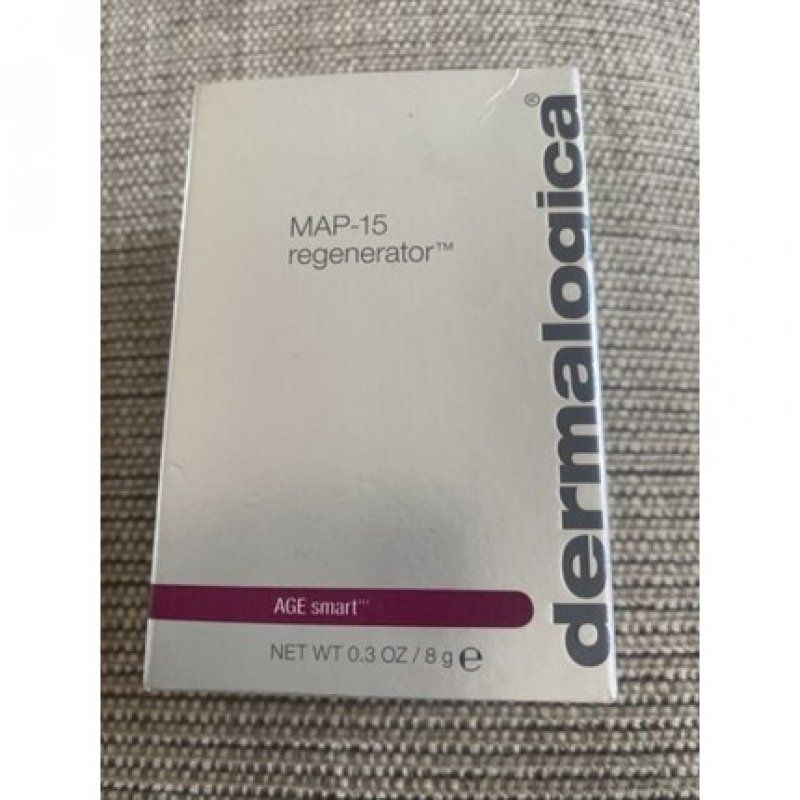 MAP-15
regenerator™
dermalogica®
AGE smart™
NET WT 0.3 OZ / 8 g ℮